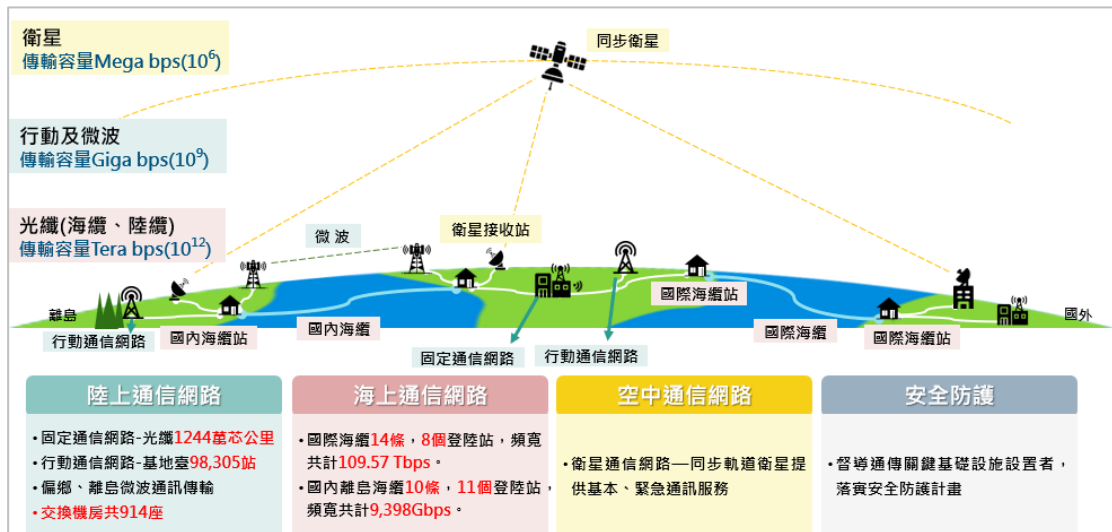 衛星
傳輸容量Mega bps(10⁶)
同步衛星
行動及微波
傳輸容量Giga bps(10⁹)
光纖(海纜、陸纜)
傳輸容量Tera bps(10¹²)
微 波
衛星接收站
離島
國際海纜站
國外
行動通信網路
國內海纜站
國內海纜
國際海纜
國際海纜站
固定通信網路
行動通信網路
陸上通信網路
•固定通信網路-光纖1244萬芯公里
•行動通信網路-基地臺98,305站
•偏鄉、離島微波通訊傳輸
•交換機房共914座
海上通信網路
•國際海纜14條，8個登陸站，頻寬
共計109.57 Tbps。
•國內離島海纜10條，11個登陸站，
頻寬共計9,398Gbps。
空中通信網路
•衛星通信網路—同步軌道衛星提
供基本、緊急通訊服務
安全防護
•督導通傳關鍵基礎設施設置者，
落實安全防護計畫